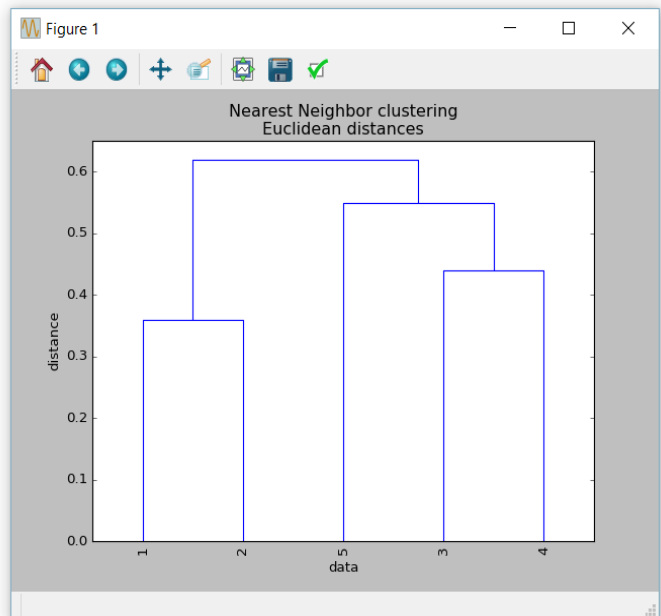 Figure 1
Nearest Neighbor clustering
Euclidean distances
0.6
0.5
0.4
0.3
0.2
0.1
0.0
distance
1 2 5 3 4
data